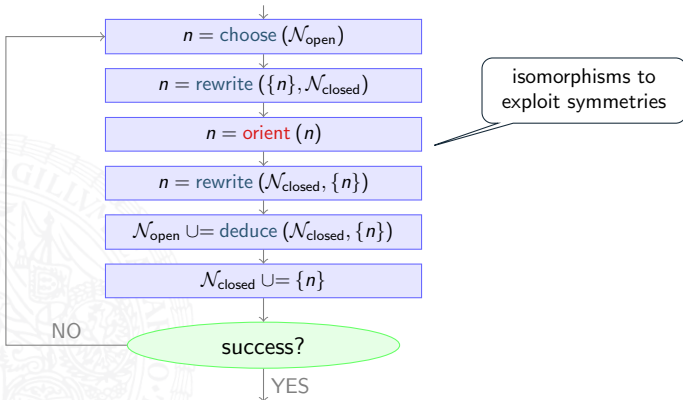 n = choose (𝒩open)
n = rewrite ({n}, 𝒩closed)
isomorphisms to
exploit symmetries
n = orient (n)
n = rewrite (𝒩closed, {n})
𝒩open ∪= deduce (𝒩closed, {n})
𝒩closed ∪= {n}
NO
success?
YES